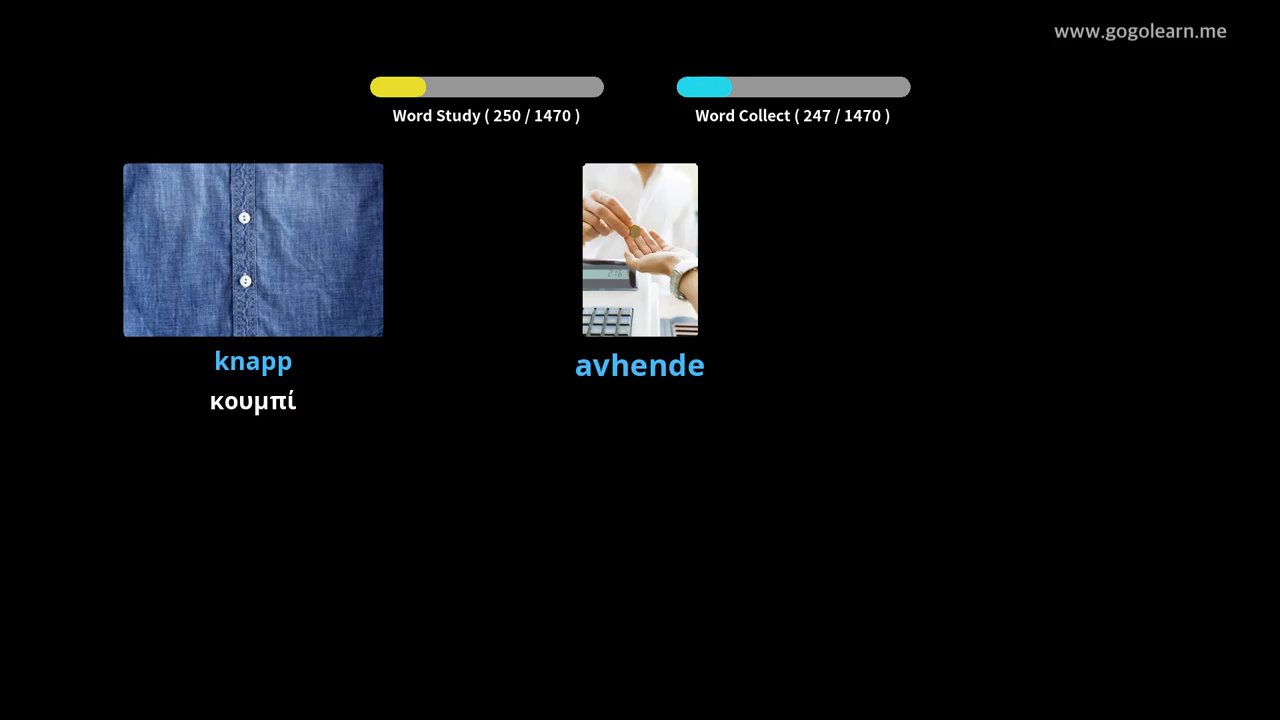 www.gogolearn.me
Word Study ( 250 / 1470 )
Word Collect ( 247 / 1470 )
knapp
κουμπί
avhende